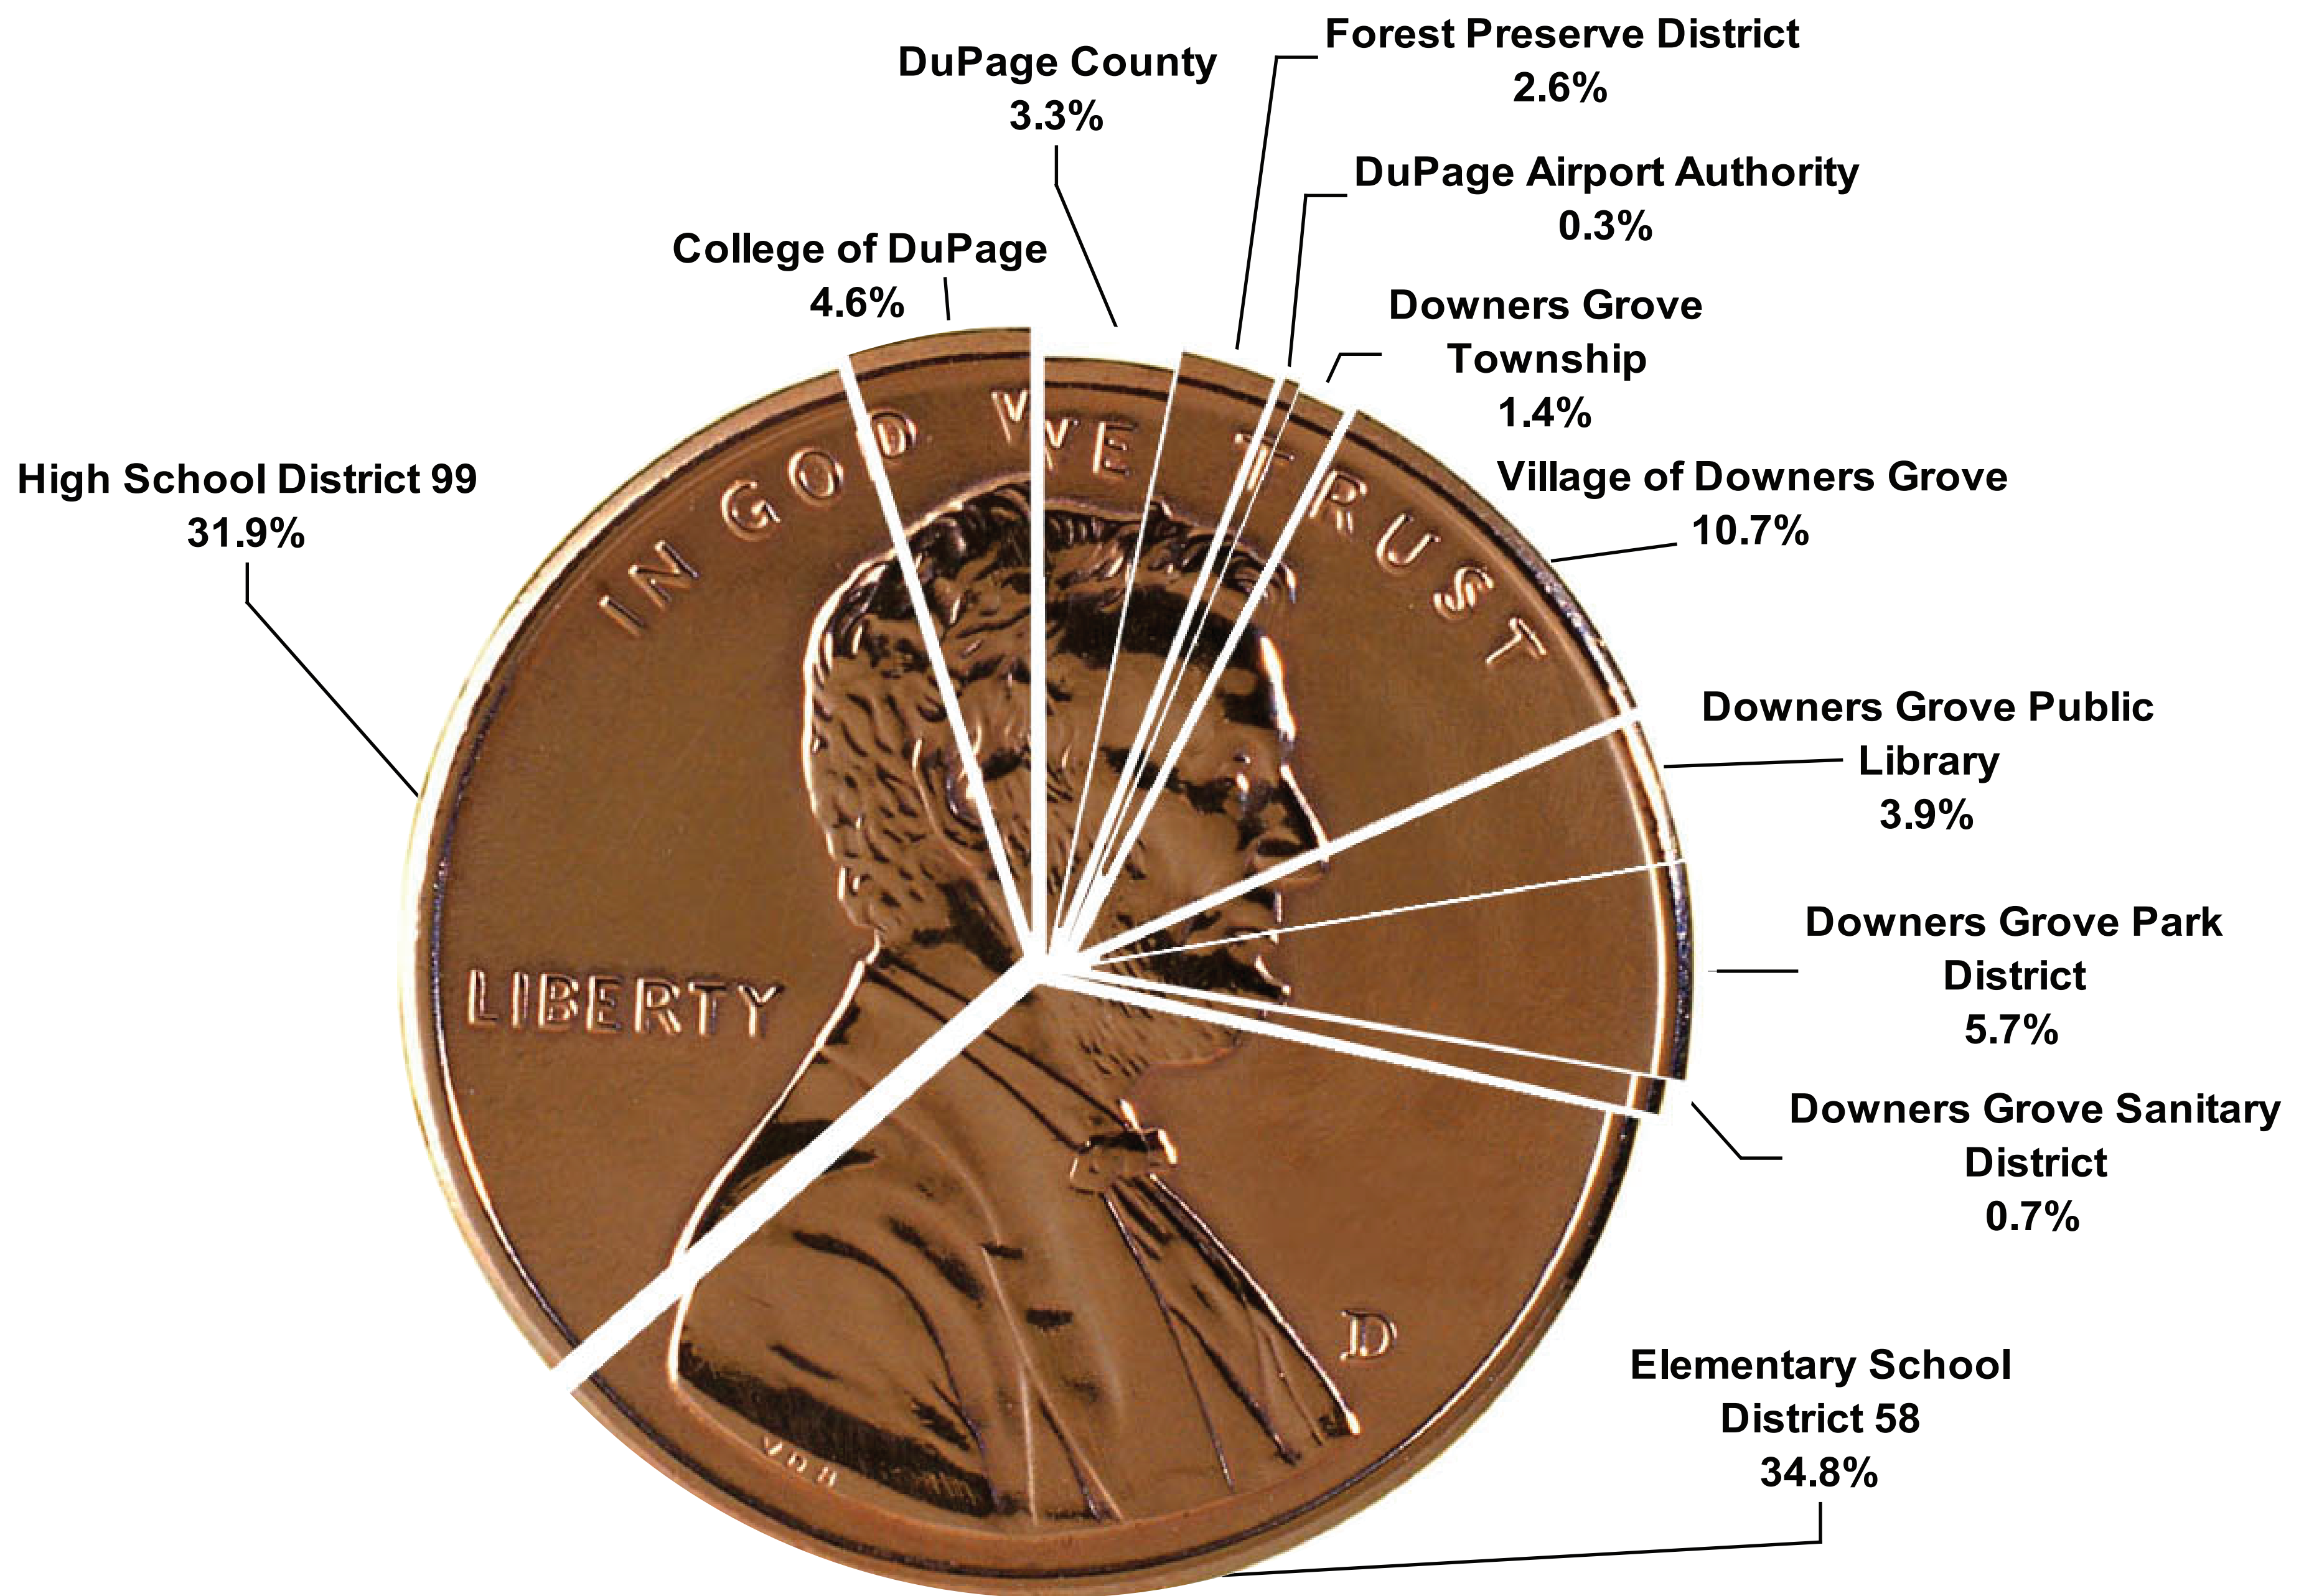 Forest Preserve District
2.6%
DuPage County
3.3%
DuPage Airport Authority
0.3%
College of DuPage
4.6%
Downers Grove
Township
1.4%
High School District 99
31.9%
Village of Downers Grove
10.7%
Downers Grove Public
Library
3.9%
Downers Grove Park
District
5.7%
Downers Grove Sanitary
District
0.7%
Elementary School
District 58
34.8%
IN GOD WE TRUST
LIBERTY
D